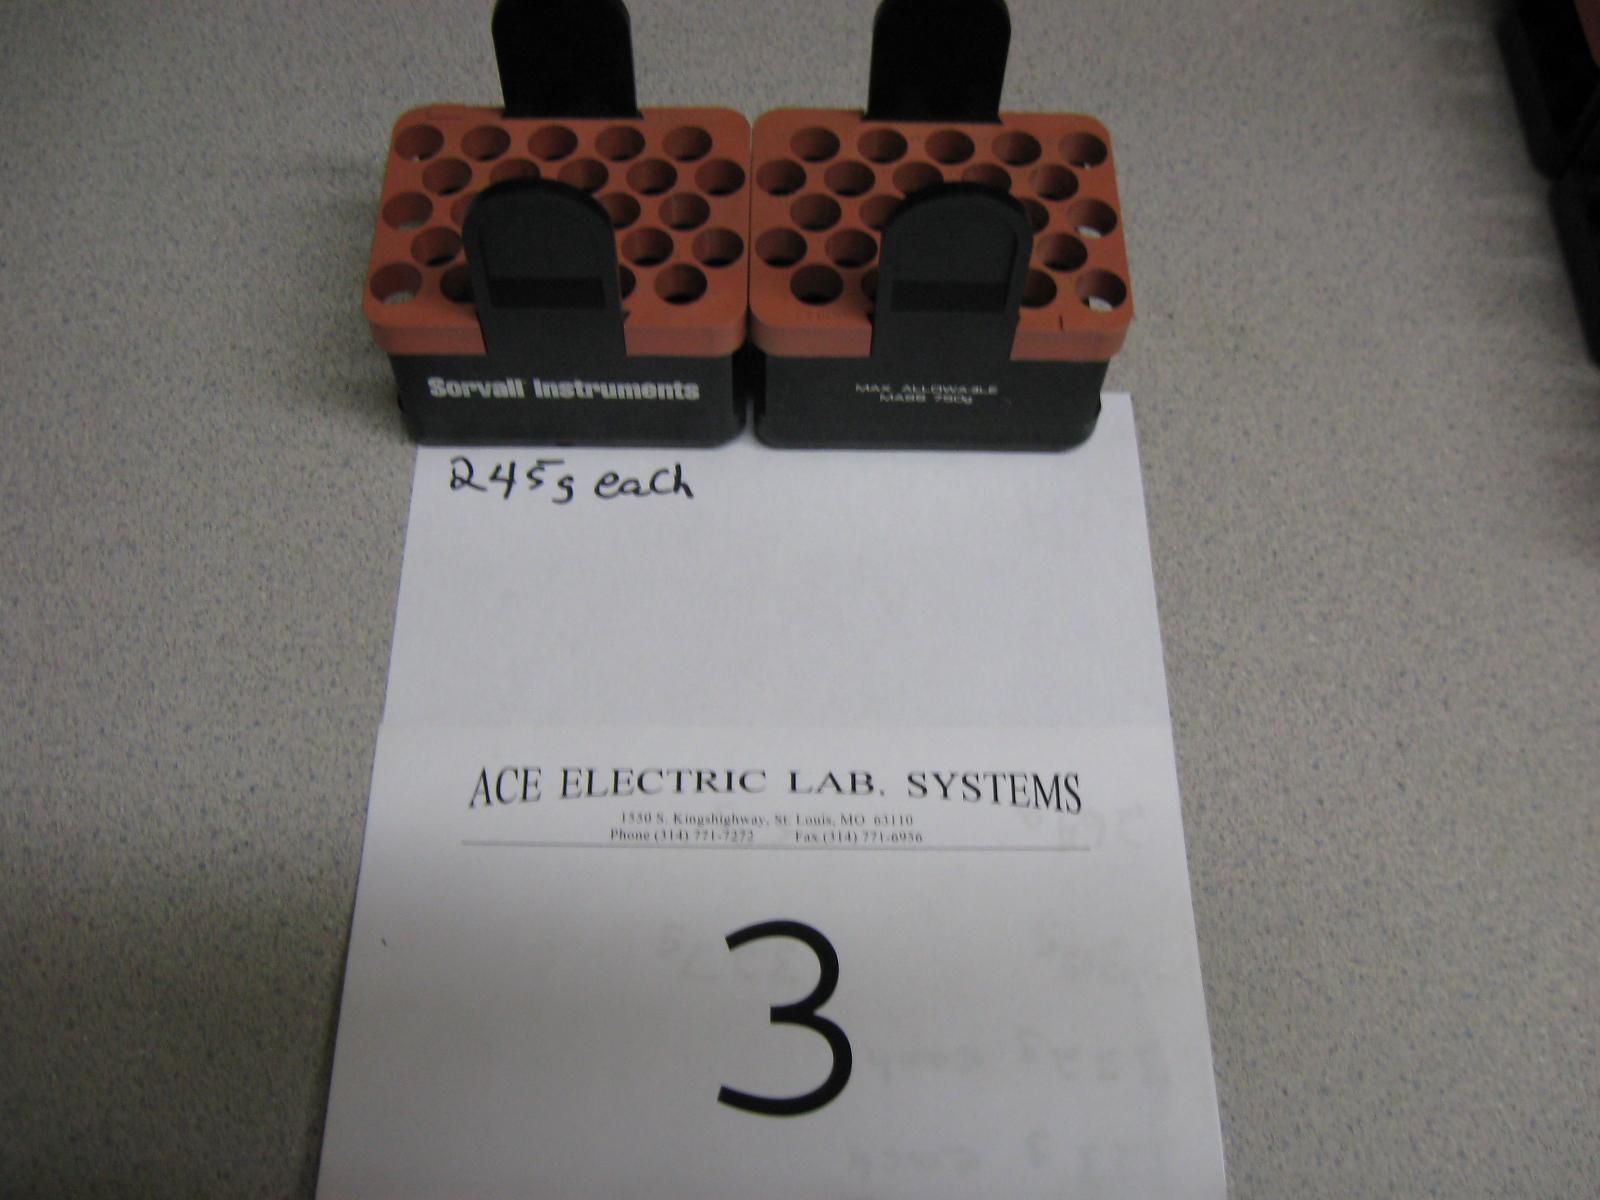 Sorvall Instruments
MAX. ALLOWABLE
MASS 750g
245g each
ACE ELECTRIC LAB. SYSTEMS
1550 S. Kingshighway, St. Louis, MO 63110
Phone (314) 771-7272 Fax (314) 771-6956
3